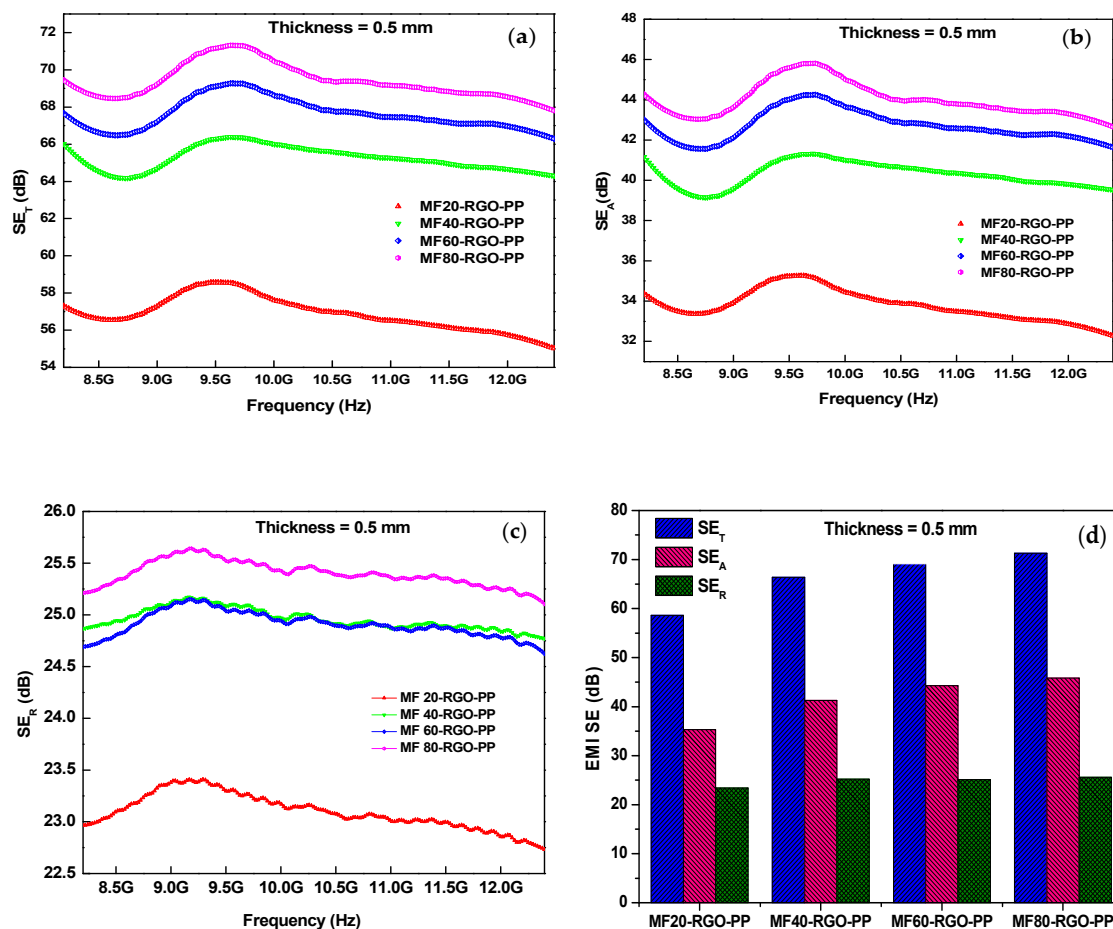 Thickness = 0.5 mm
(a)
72
70
68
66
64
62
60
58
56
54
SE_T (dB)
MF20-RGO-PP
MF40-RGO-PP
MF60-RGO-PP
MF80-RGO-PP
8.5G 9.0G 9.5G 10.0G 10.5G 11.0G 11.5G 12.0G
Frequency (Hz)
Thickness = 0.5 mm
(b)
48
46
44
42
40
38
36
34
32
SE_A(dB)
MF20-RGO-PP
MF40-RGO-PP
MF60-RGO-PP
MF80-RGO-PP
8.5G 9.0G 9.5G 10.0G 10.5G 11.0G 11.5G 12.0G
Frequency (Hz)
Thickness = 0.5 mm
(c)
26.0
25.5
25.0
24.5
24.0
23.5
23.0
22.5
SE_R (dB)
MF 20-RGO-PP
MF 40-RGO-PP
MF 60-RGO-PP
MF 80-RGO-PP
8.5G 9.0G 9.5G 10.0G 10.5G 11.0G 11.5G 12.0G
Frequency (Hz)
Thickness = 0.5 mm
(d)
SE_T
SE_A
SE_R
80
70
60
50
40
30
20
10
0
EMI SE (dB)
MF20-RGO-PP MF40-RGO-PP MF60-RGO-PP MF80-RGO-PP